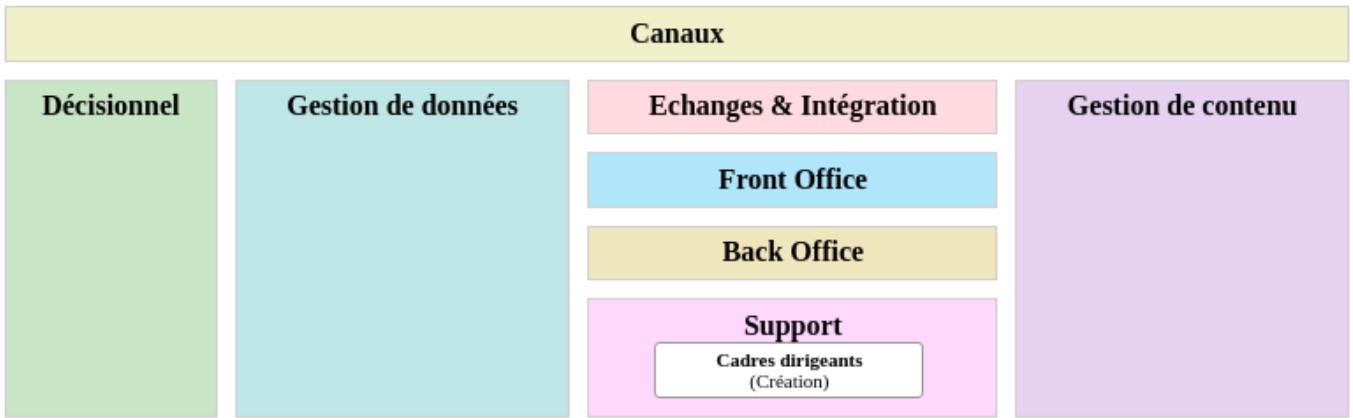 Canaux
Décisionnel
Gestion de données
Echanges & Intégration
Front Office
Back Office
Support
Cadres dirigeants
(Création)
Gestion de contenu